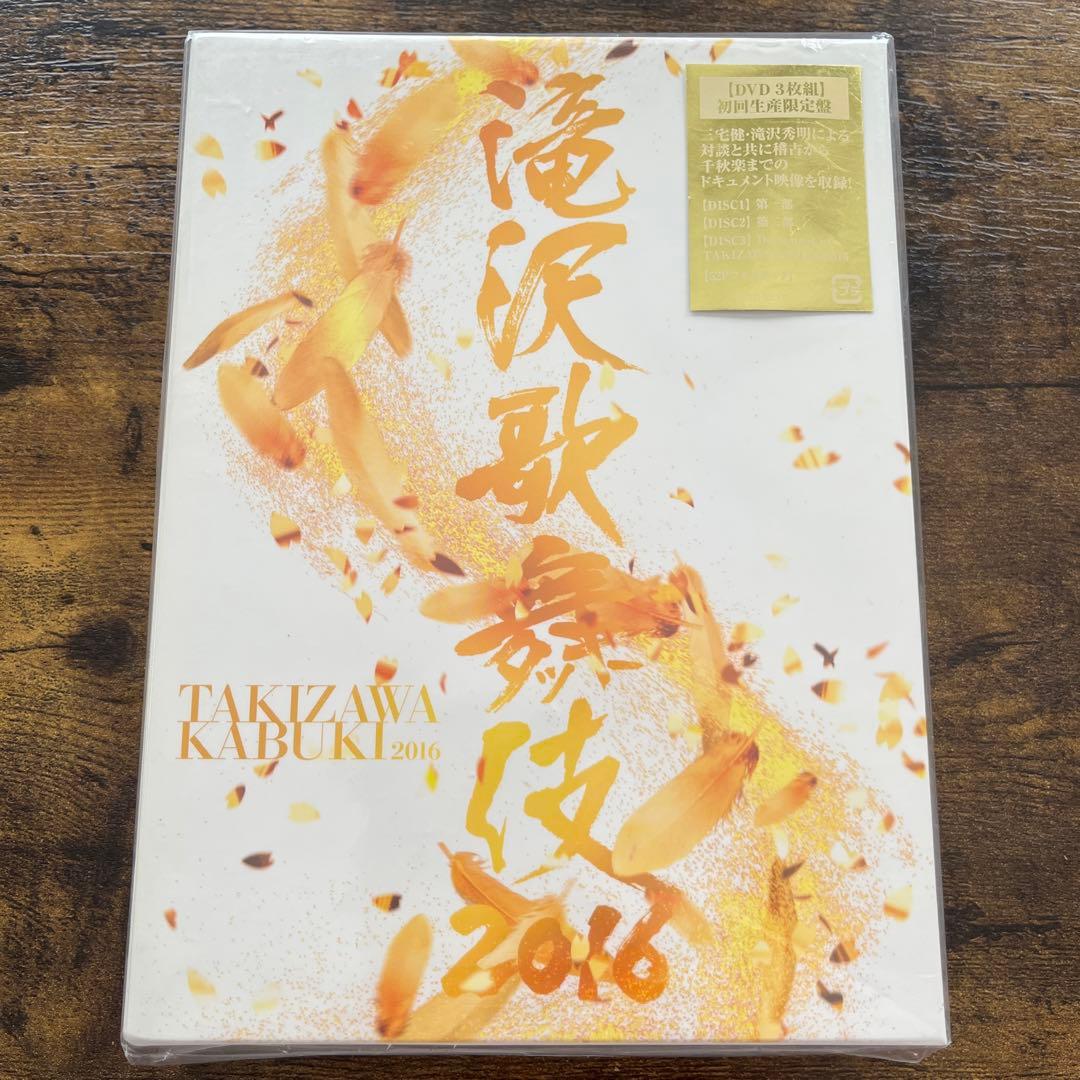 滝沢歌舞伎
2016
TAKIZAWA
KABUKI 2016
【DVD 3枚組】
初回生産限定盤
三宅健・滝沢秀明による
対談と共に稽古から
千秋楽までの
ドキュメント映像を収録!
【DISC1】第一部
【DISC2】第二部
【DISC3】
TAKIZAWA